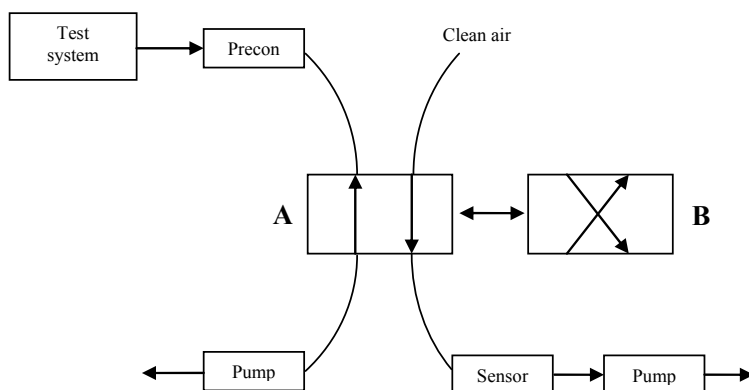 Test
system
Precon
Clean air
A
B
Pump
Sensor
Pump